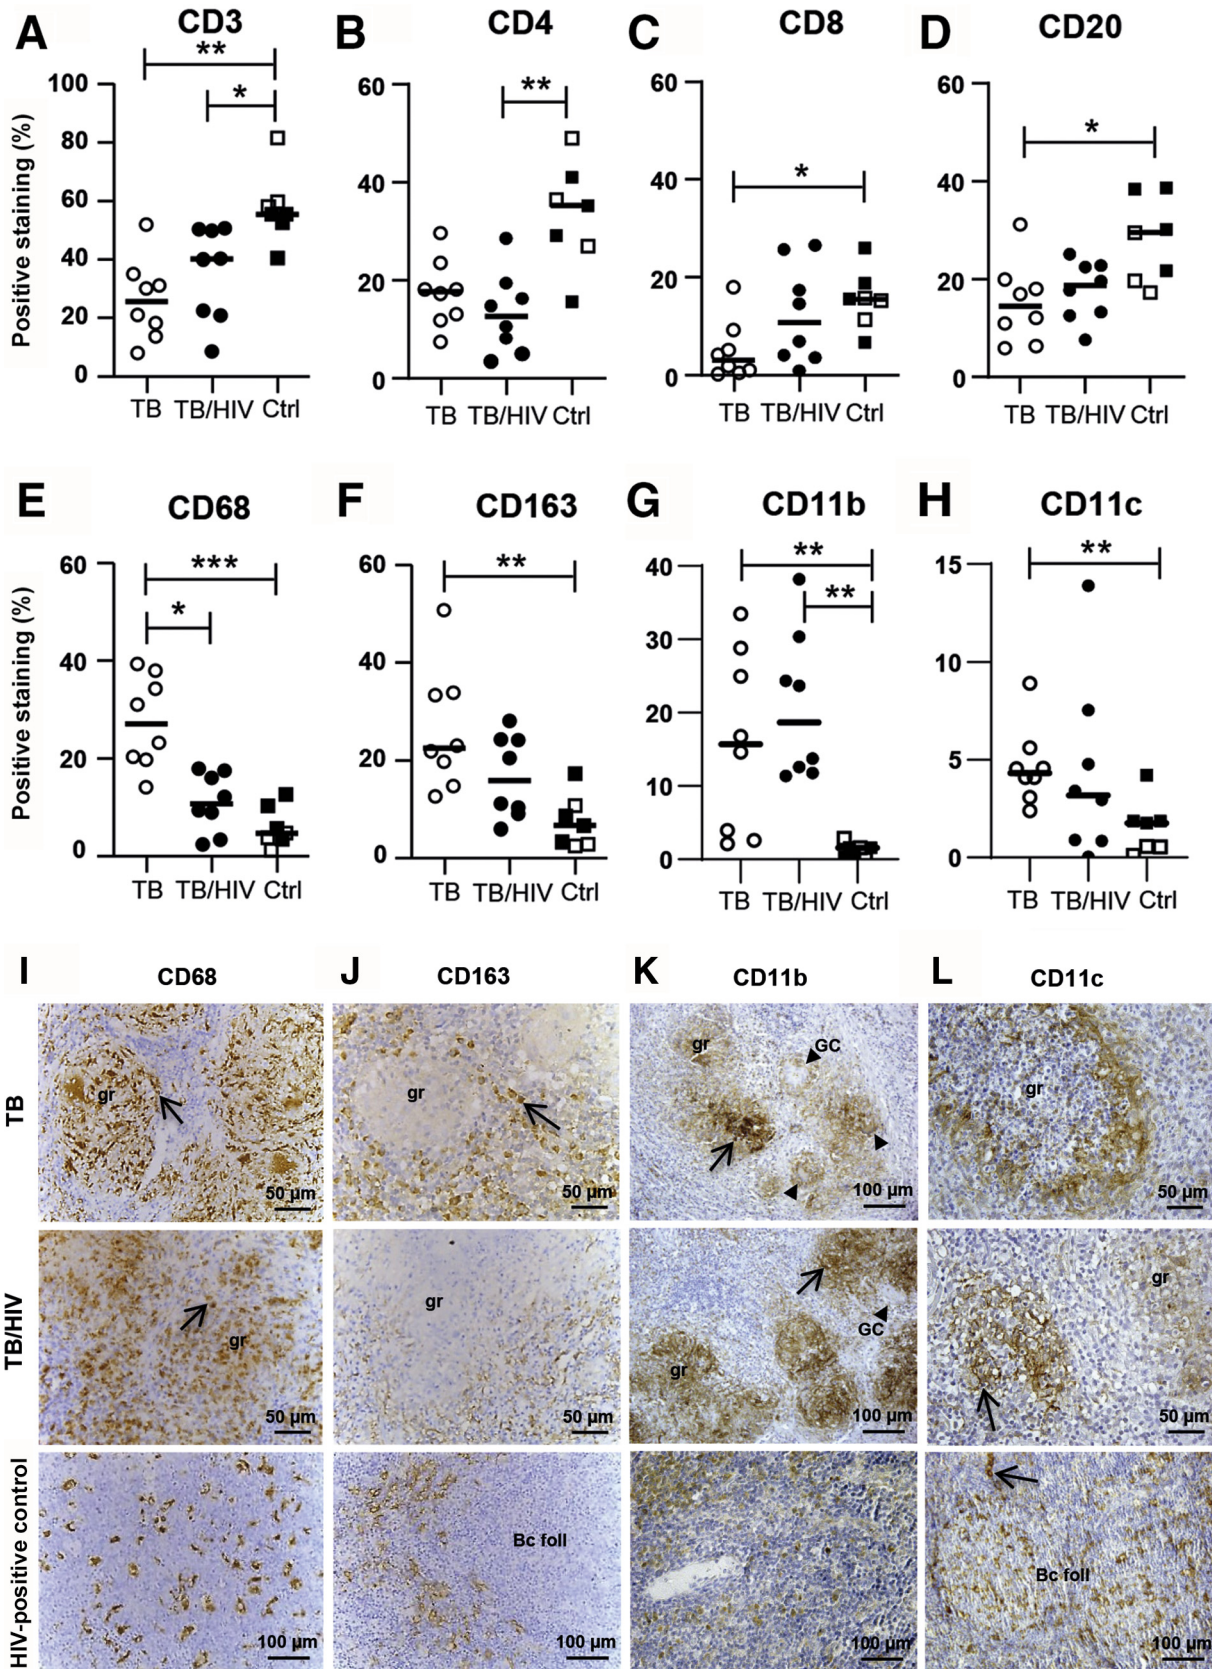 A CD3
B CD4
C CD8
D CD20
Positive staining (%)
100
80
60
40
20
0
**
*
TB TB/HIV Ctrl
60
40
20
0
**
TB TB/HIV Ctrl
60
40
20
0
*
TB TB/HIV Ctrl
60
40
20
0
*
TB TB/HIV Ctrl
E CD68
F CD163
G CD11b
H CD11c
Positive staining (%)
60
40
20
0
***
*
TB TB/HIV Ctrl
60
40
20
0
**
TB TB/HIV Ctrl
40
30
20
10
0
**
**
TB TB/HIV Ctrl
15
10
5
0
**
TB TB/HIV Ctrl
I CD68
J CD163
K CD11b
L CD11c
TB
gr
50 µm
gr
50 µm
gr
GC
100 µm
gr
50 µm
TB/HIV
gr
50 µm
gr
50 µm
gr
GC
100 µm
gr
50 µm
HIV-positive control
100 µm
Bc foll
100 µm
100 µm
Bc foll
100 µm